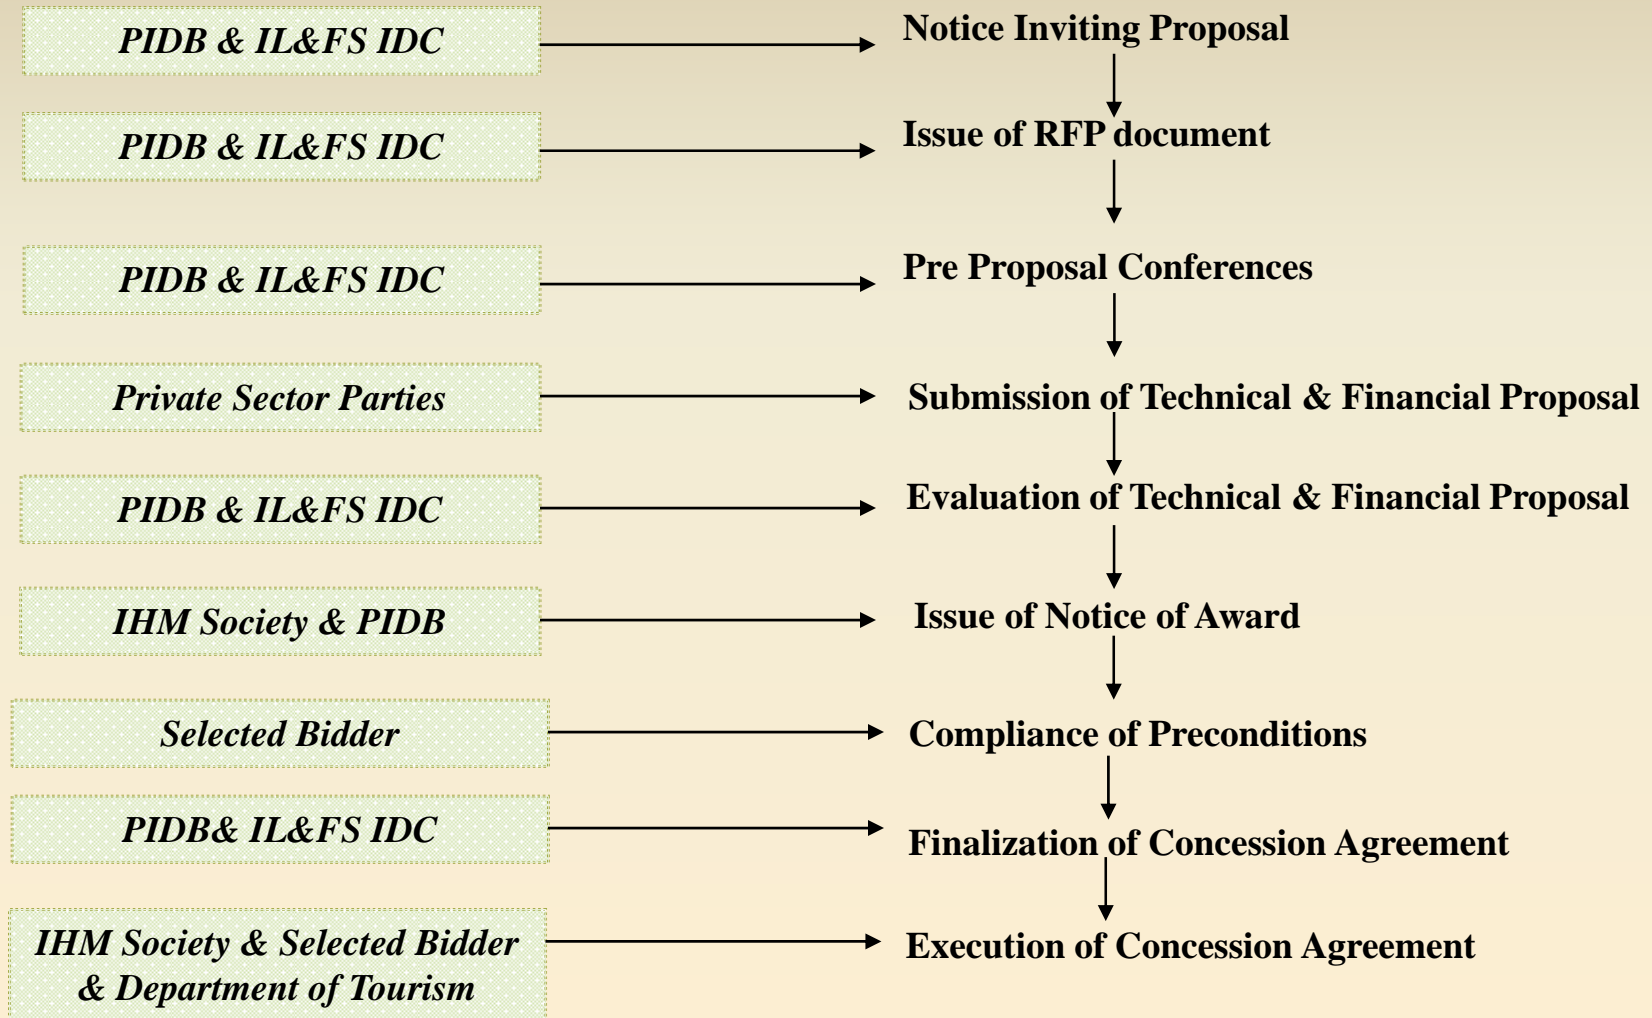 PIDB & IL&FS IDC
Notice Inviting Proposal
PIDB & IL&FS IDC
Issue of RFP document
PIDB & IL&FS IDC
Pre Proposal Conferences
Private Sector Parties
Submission of Technical & Financial Proposal
PIDB & IL&FS IDC
Evaluation of Technical & Financial Proposal
IHM Society & PIDB
Issue of Notice of Award
Selected Bidder
Compliance of Preconditions
PIDB& IL&FS IDC
Finalization of Concession Agreement
IHM Society & Selected Bidder
& Department of Tourism
Execution of Concession Agreement